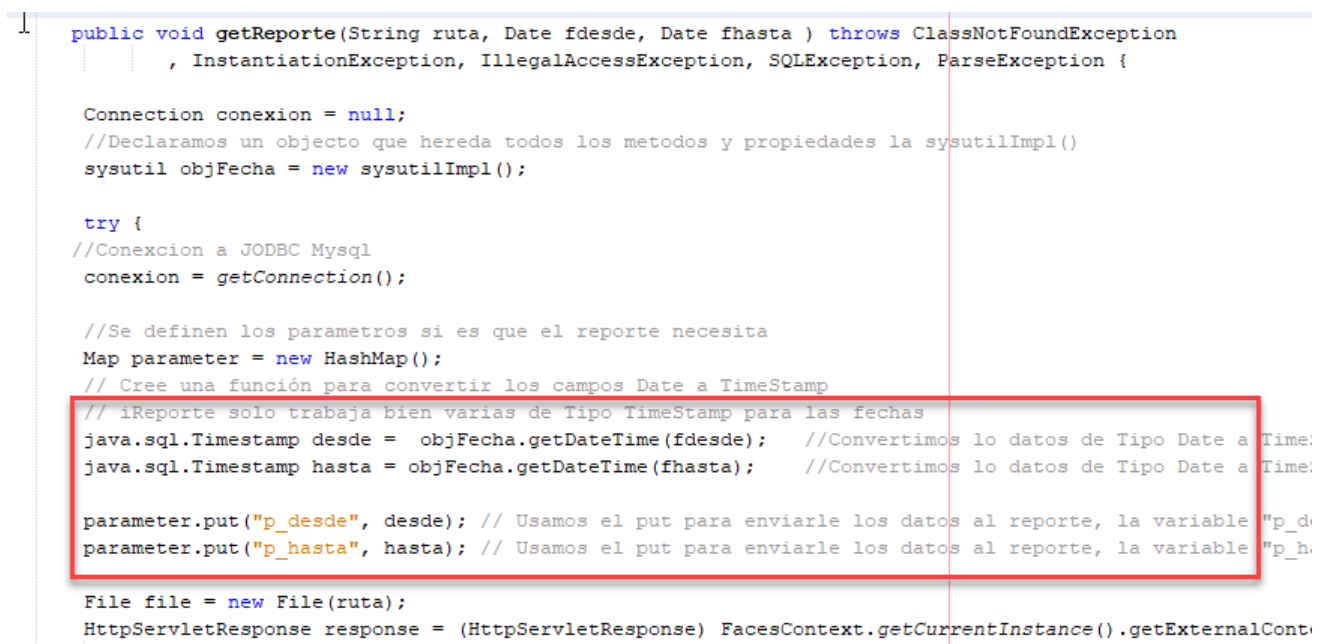 public void getReporte(String ruta, Date fdesde, Date fhasta ) throws ClassNotFoundException
, InstantiationException, IllegalAccessException, SQLException, ParseException {
Connection conexion = null;
//Declaramos un objecto que hereda todos los metodos y propiedades la sysutilImpl()
sysutil objFecha = new sysutilImpl();
try {
//Conexcion a JODBC Mysql
conexion = getConnection();
//Se definen los parametros si es que el reporte necesita
Map parameter = new HashMap();
// Cree una función para convertir los campos Date a TimeStamp
// iReporte solo trabaja bien varias de Tipo TimeStamp para las fechas
java.sql.Timestamp desde =  objFecha.getDateTime(fdesde);   //Convertimos lo datos de Tipo Date a Time
java.sql.Timestamp hasta = objFecha.getDateTime(fhasta);    //Convertimos lo datos de Tipo Date a Time
parameter.put("p_desde", desde); // Usamos el put para enviarle los datos al reporte, la variable "p_d
parameter.put("p_hasta", hasta); // Usamos el put para enviarle los datos al reporte, la variable "p_h
File file = new File(ruta);
HttpServletResponse response = (HttpServletResponse) FacesContext.getCurrentInstance().getExternalCont